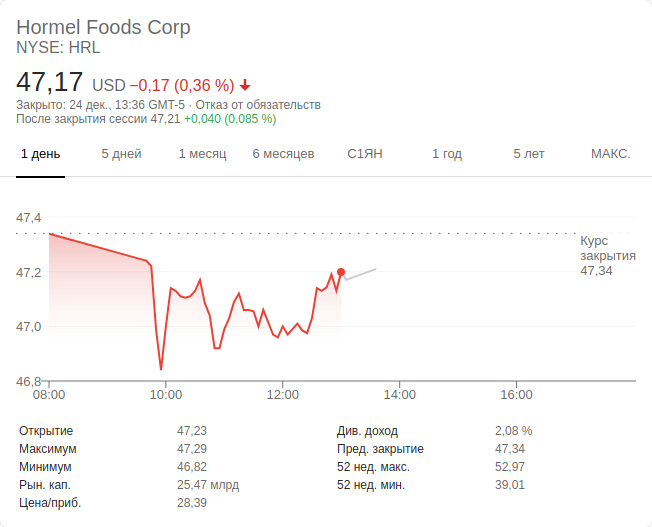 Hormel Foods Corp
NYSE: HRL
47,17 USD −0,17 (0,36 %)
Закрыто: 24 дек., 13:36 GMT-5 · Отказ от обязательств
После закрытия сессии 47,21 +0,040 (0,085 %)
1 день 5 дней 1 месяц 6 месяцев С1ЯН 1 год 5 лет МАКС.
47,4
Курс
закрытия
47,34
47,2
47,0
46,8
08:00 10:00 12:00 14:00 16:00
Открытие 47,23 Див. доход 2,08 %
Максимум 47,29 Пред. закрытие 47,34
Минимум 46,82 52 нед. макс. 52,97
Рын. кап. 25,47 млрд 52 нед. мин. 39,01
Цена/приб. 28,39